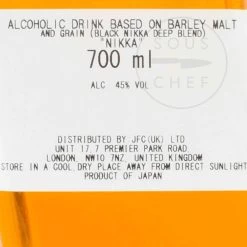 ALCOHOLIC DRINK BASED ON BARLEY MALT
AND GRAIN (BLACK NIKKA DEEP BLEND)
"NIKKA"
SOUS
CHEF
700 ml
ALC 45% VOL
DISTRIBUTED BY JFC(UK) LTD
UNIT 17,7 PREMIER PARK ROAD,
LONDON, NW10 7NZ, UNITED KINGDOM
STORE IN A COOL,DRY PLACE AWAY FROM DIRECT SUNLIGHT
PRODUCT OF JAPAN